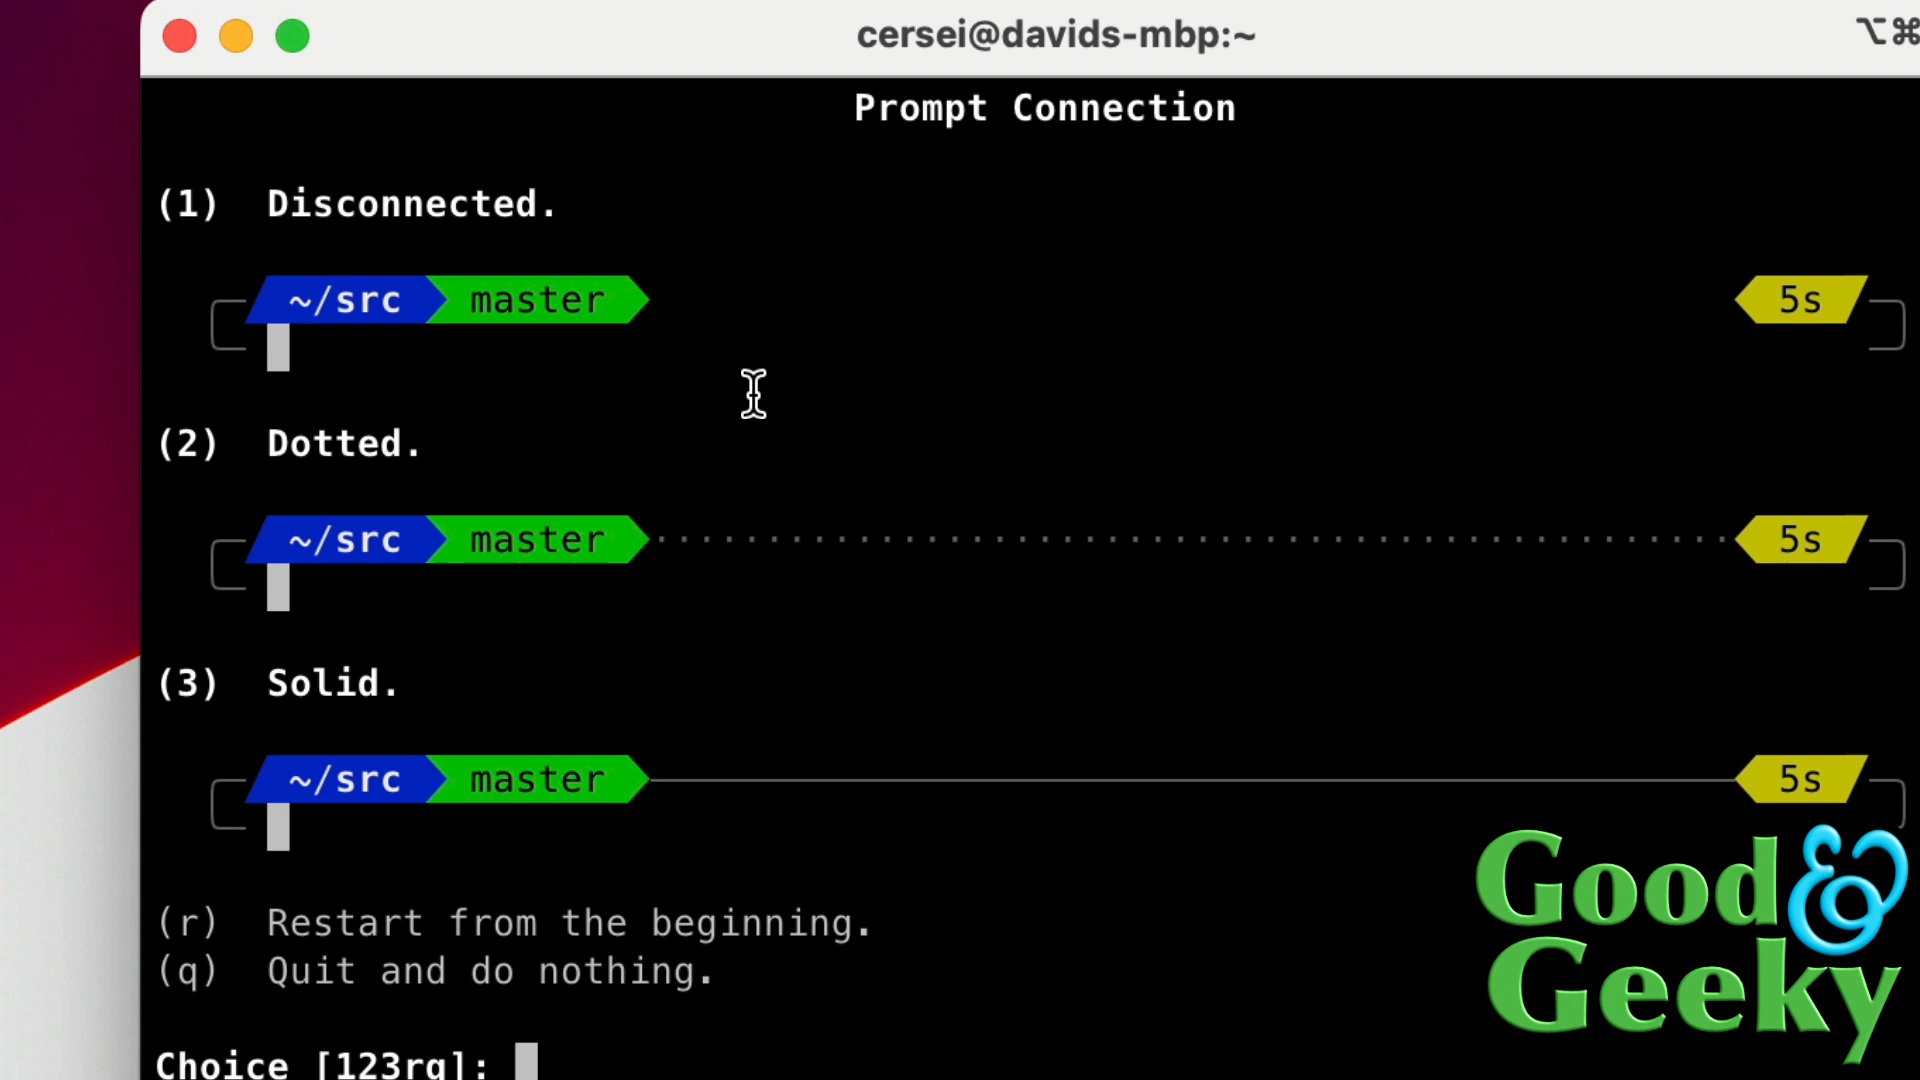 cersei@davids-mbp:~ ⌥⌘
Prompt Connection
(1) Disconnected.
~/src master 5s
(2) Dotted.
~/src master 5s
(3) Solid.
~/src master 5s
(r) Restart from the beginning.
(q) Quit and do nothing.
Choice [123rq]:
Good &
Geeky